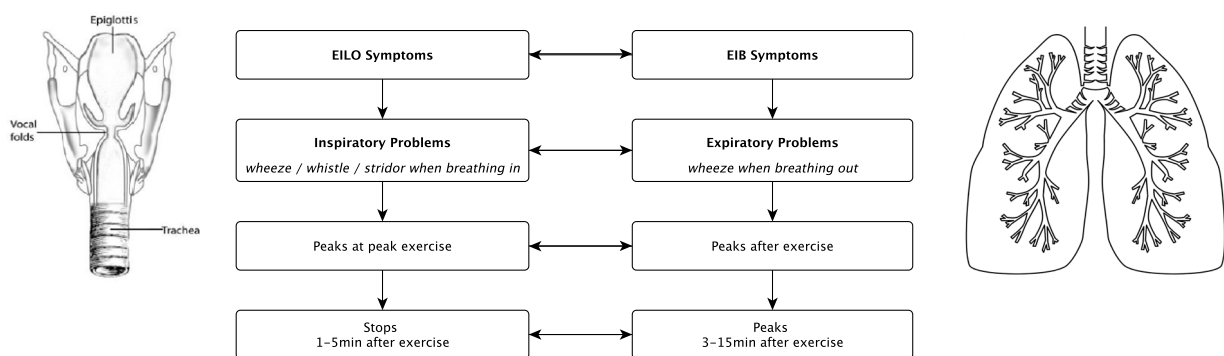 Epiglottis
Vocal
folds
Trachea
EILO Symptoms
EIB Symptoms
Inspiratory Problems
wheeze / whistle / stridor when breathing in
Expiratory Problems
wheeze when breathing out
Peaks at peak exercise
Peaks after exercise
Stops
1–5min after exercise
Peaks
3–15min after exercise